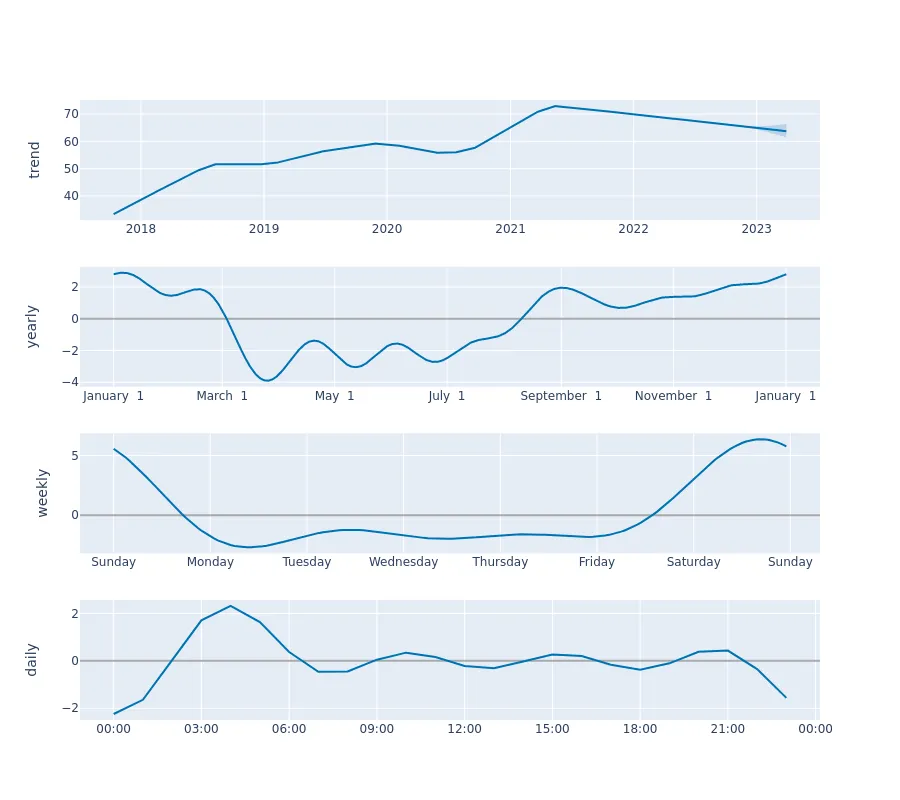 trend
70
60
50
40
2018 2019 2020 2021 2022 2023
yearly
2
0
−2
−4
January 1 March 1 May 1 July 1 September 1 November 1 January 1
weekly
5
0
Sunday Monday Tuesday Wednesday Thursday Friday Saturday Sunday
daily
2
0
−2
00:00 03:00 06:00 09:00 12:00 15:00 18:00 21:00 00:00